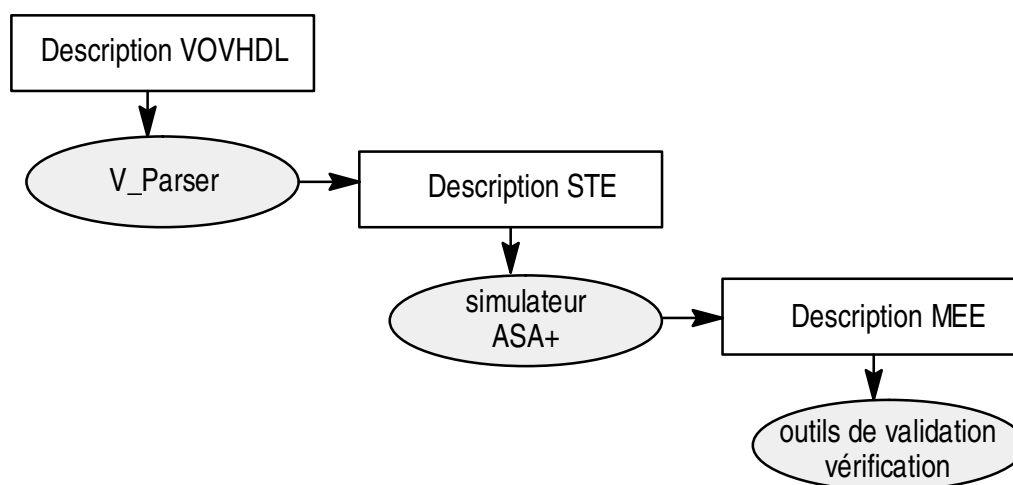 Description VOVHDL
V_Parser
Description STE
simulateur
ASA+
Description MEE
outils de validation
vérification